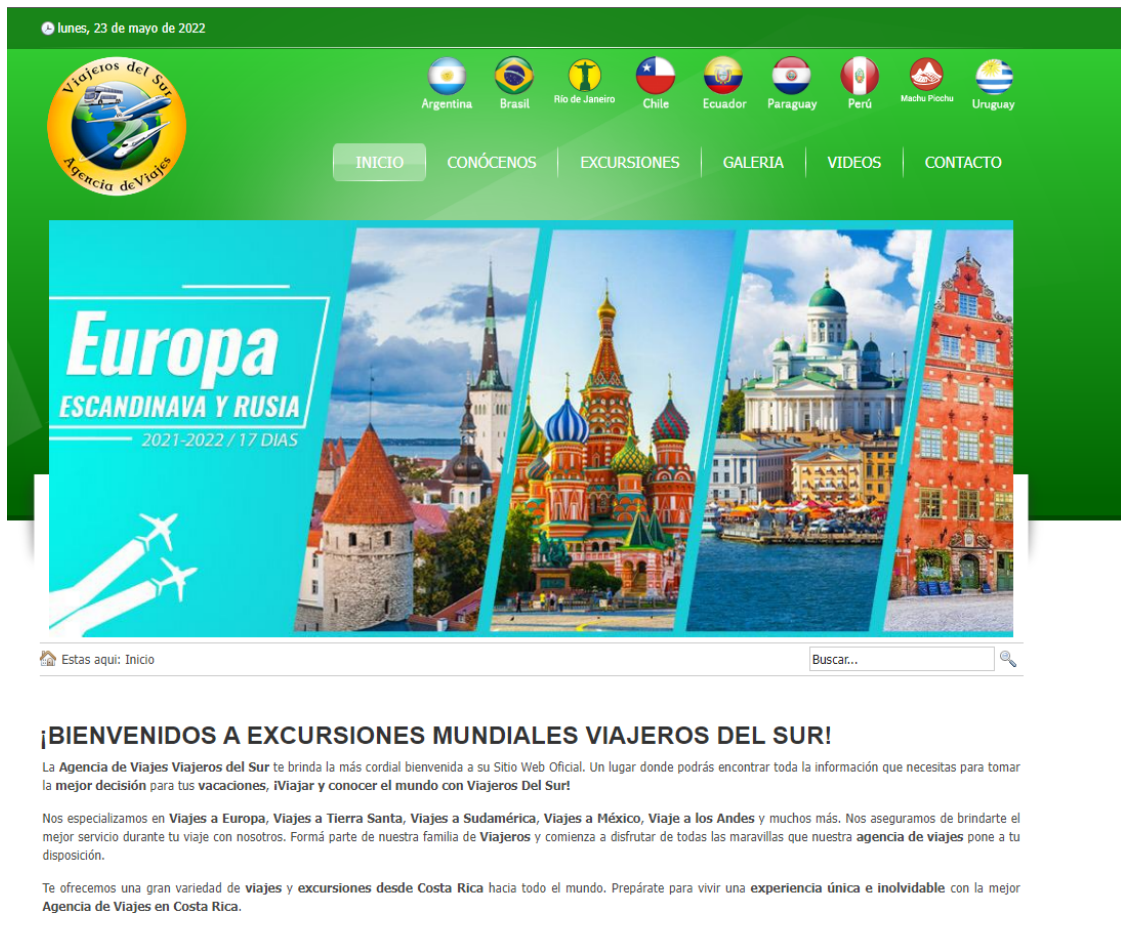 lunes, 23 de mayo de 2022
Viajeros del Sur
Agencia de Viajes
Argentina Brasil Río de Janeiro Chile Ecuador Paraguay Perú Machu Picchu Uruguay
INICIO CONÓCENOS EXCURSIONES GALERIA VIDEOS CONTACTO
Europa
ESCANDINAVA Y RUSIA
2021-2022 / 17 DIAS
Estas aqui: Inicio Buscar...
¡BIENVENIDOS A EXCURSIONES MUNDIALES VIAJEROS DEL SUR!
La Agencia de Viajes Viajeros del Sur te brinda la más cordial bienvenida a su Sitio Web Oficial. Un lugar donde podrás encontrar toda la información que necesitas para tomar
la mejor decisión para tus vacaciones, ¡Viajar y conocer el mundo con Viajeros Del Sur!
Nos especializamos en Viajes a Europa, Viajes a Tierra Santa, Viajes a Sudamérica, Viajes a México, Viaje a los Andes y muchos más. Nos aseguramos de brindarte el
mejor servicio durante tu viaje con nosotros. Formá parte de nuestra familia de Viajeros y comienza a disfrutar de todas las maravillas que nuestra agencia de viajes pone a tu
disposición.
Te ofrecemos una gran variedad de viajes y excursiones desde Costa Rica hacia todo el mundo. Prepárate para vivir una experiencia única e inolvidable con la mejor
Agencia de Viajes en Costa Rica.